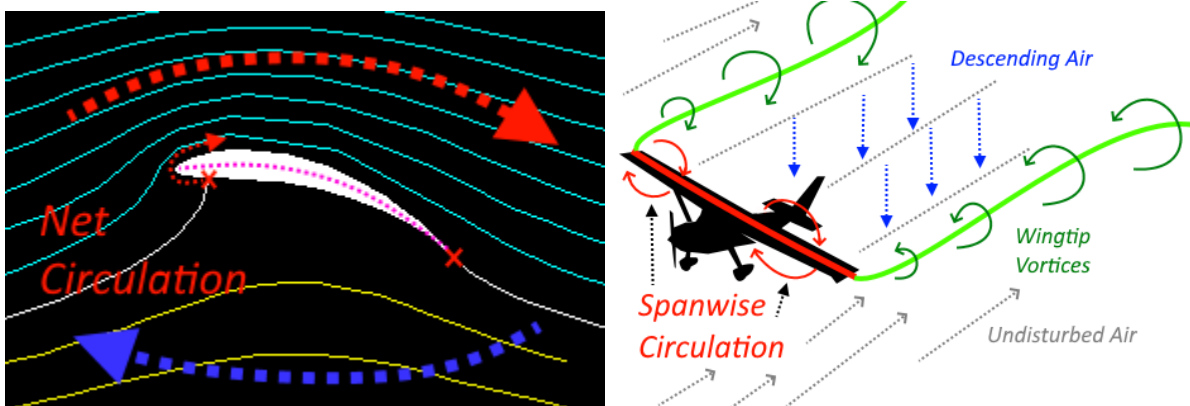 Net
Circulation
Descending Air
Wingtip
Vortices
Spanwise
Circulation
Undisturbed Air